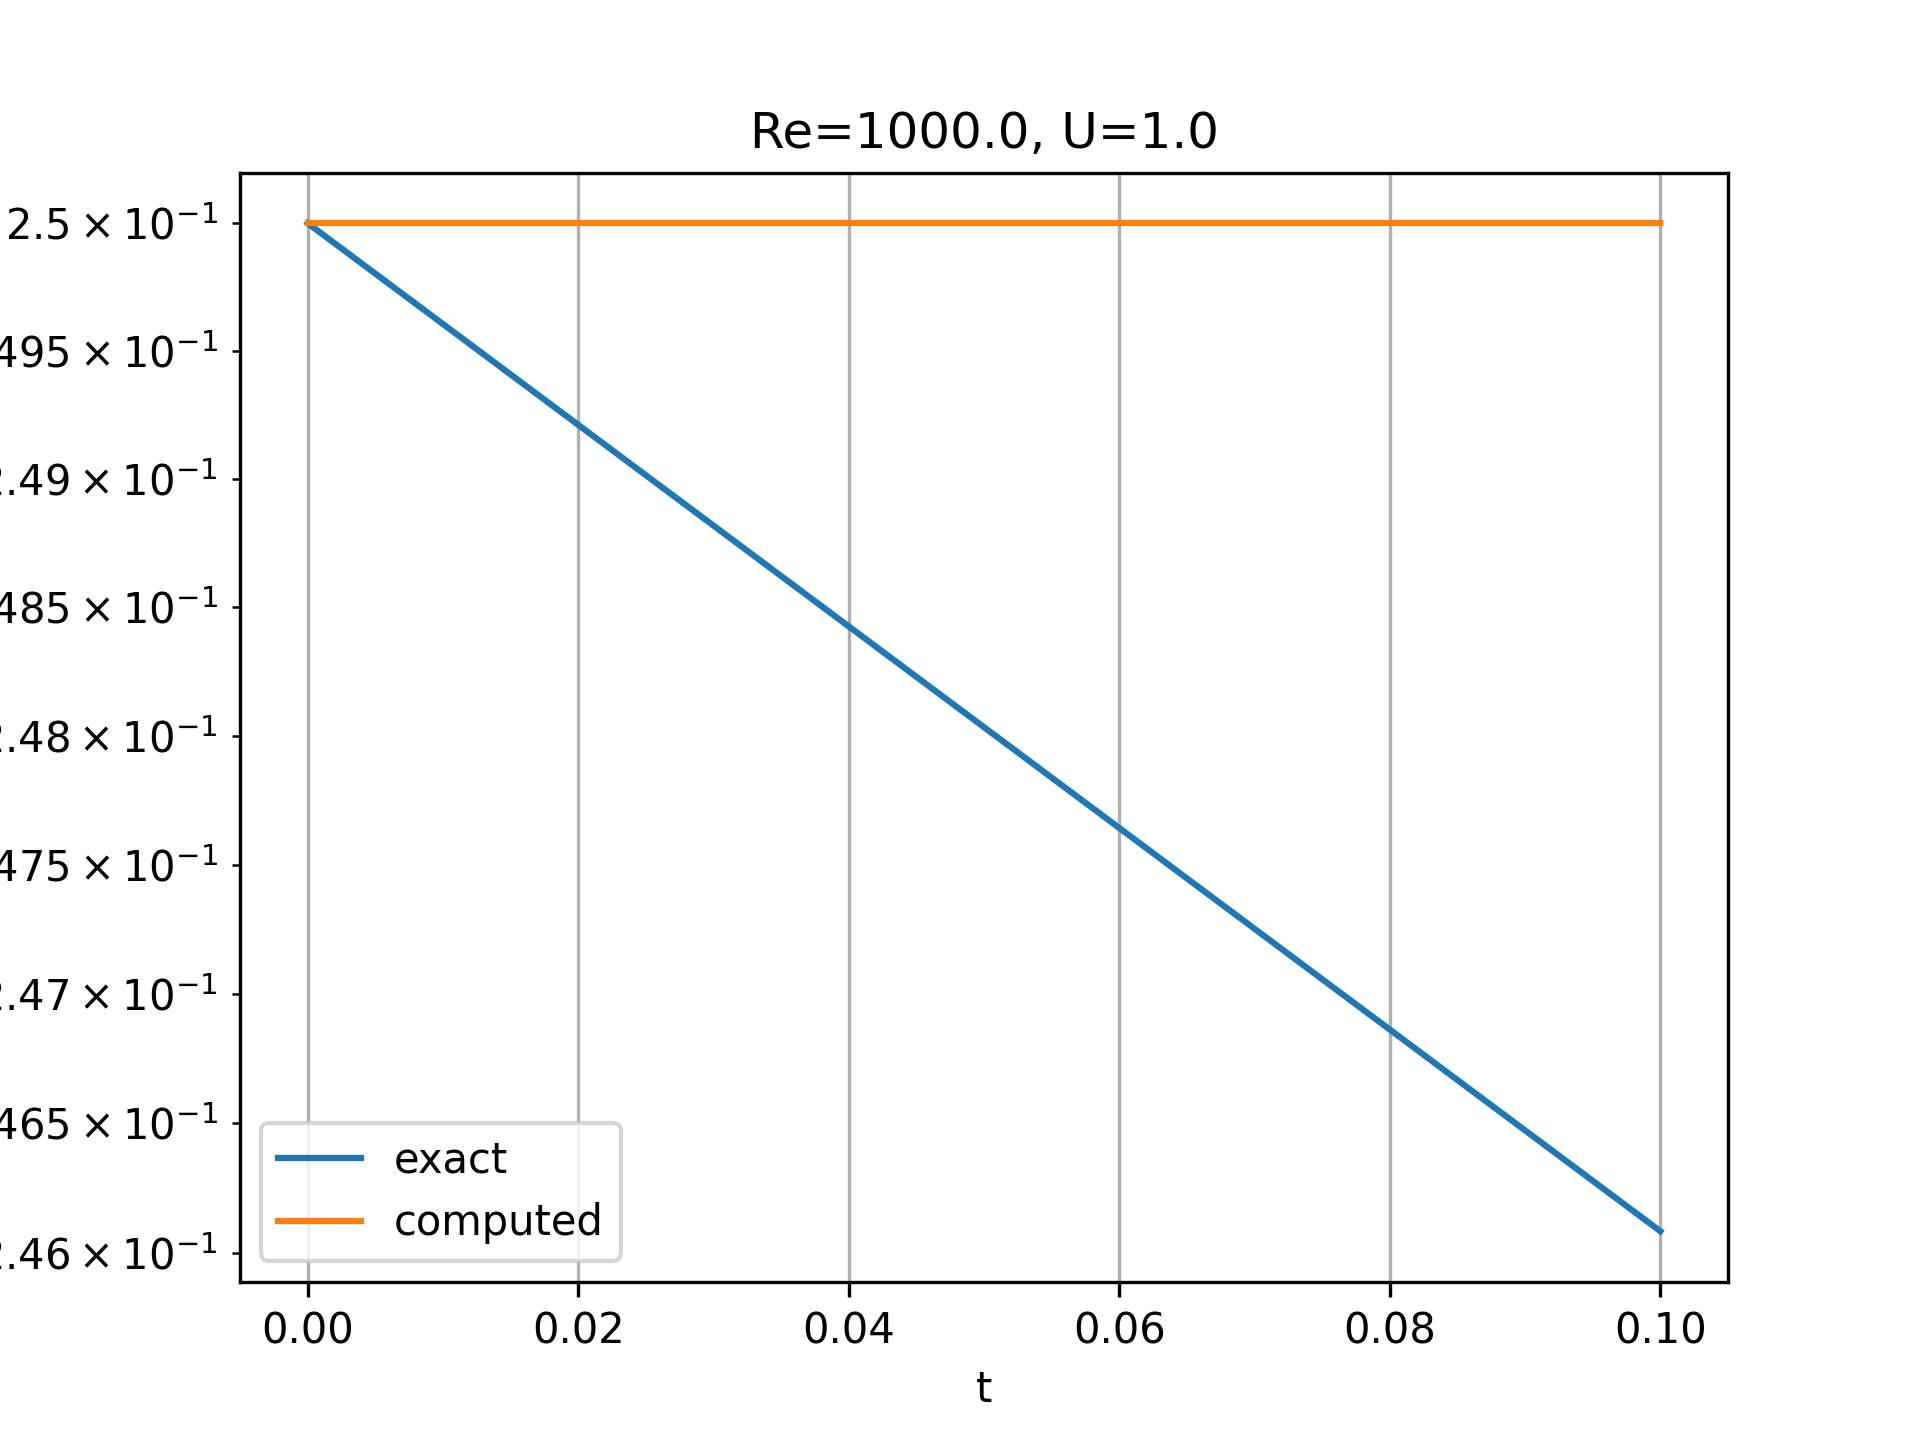 Re=1000.0, U=1.0
2.5 × 10⁻¹
495 × 10⁻¹
.49 × 10⁻¹
485 × 10⁻¹
.48 × 10⁻¹
475 × 10⁻¹
.47 × 10⁻¹
465 × 10⁻¹
.46 × 10⁻¹
exact
computed
0.00 0.02 0.04 0.06 0.08 0.10
t